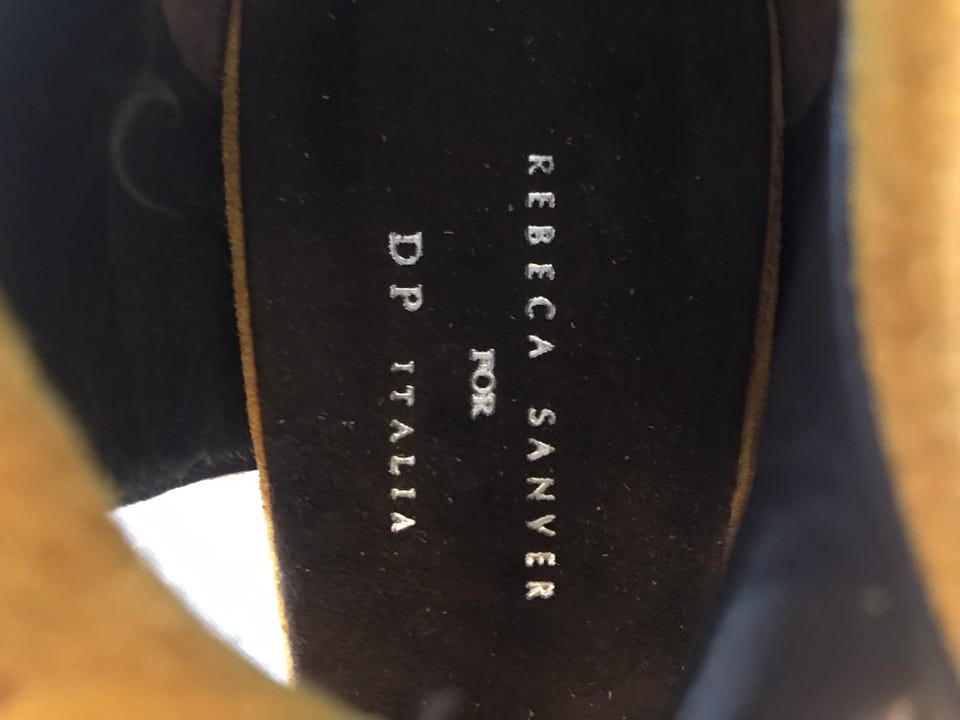 REBECA SANVER
FOR
DP ITALIA